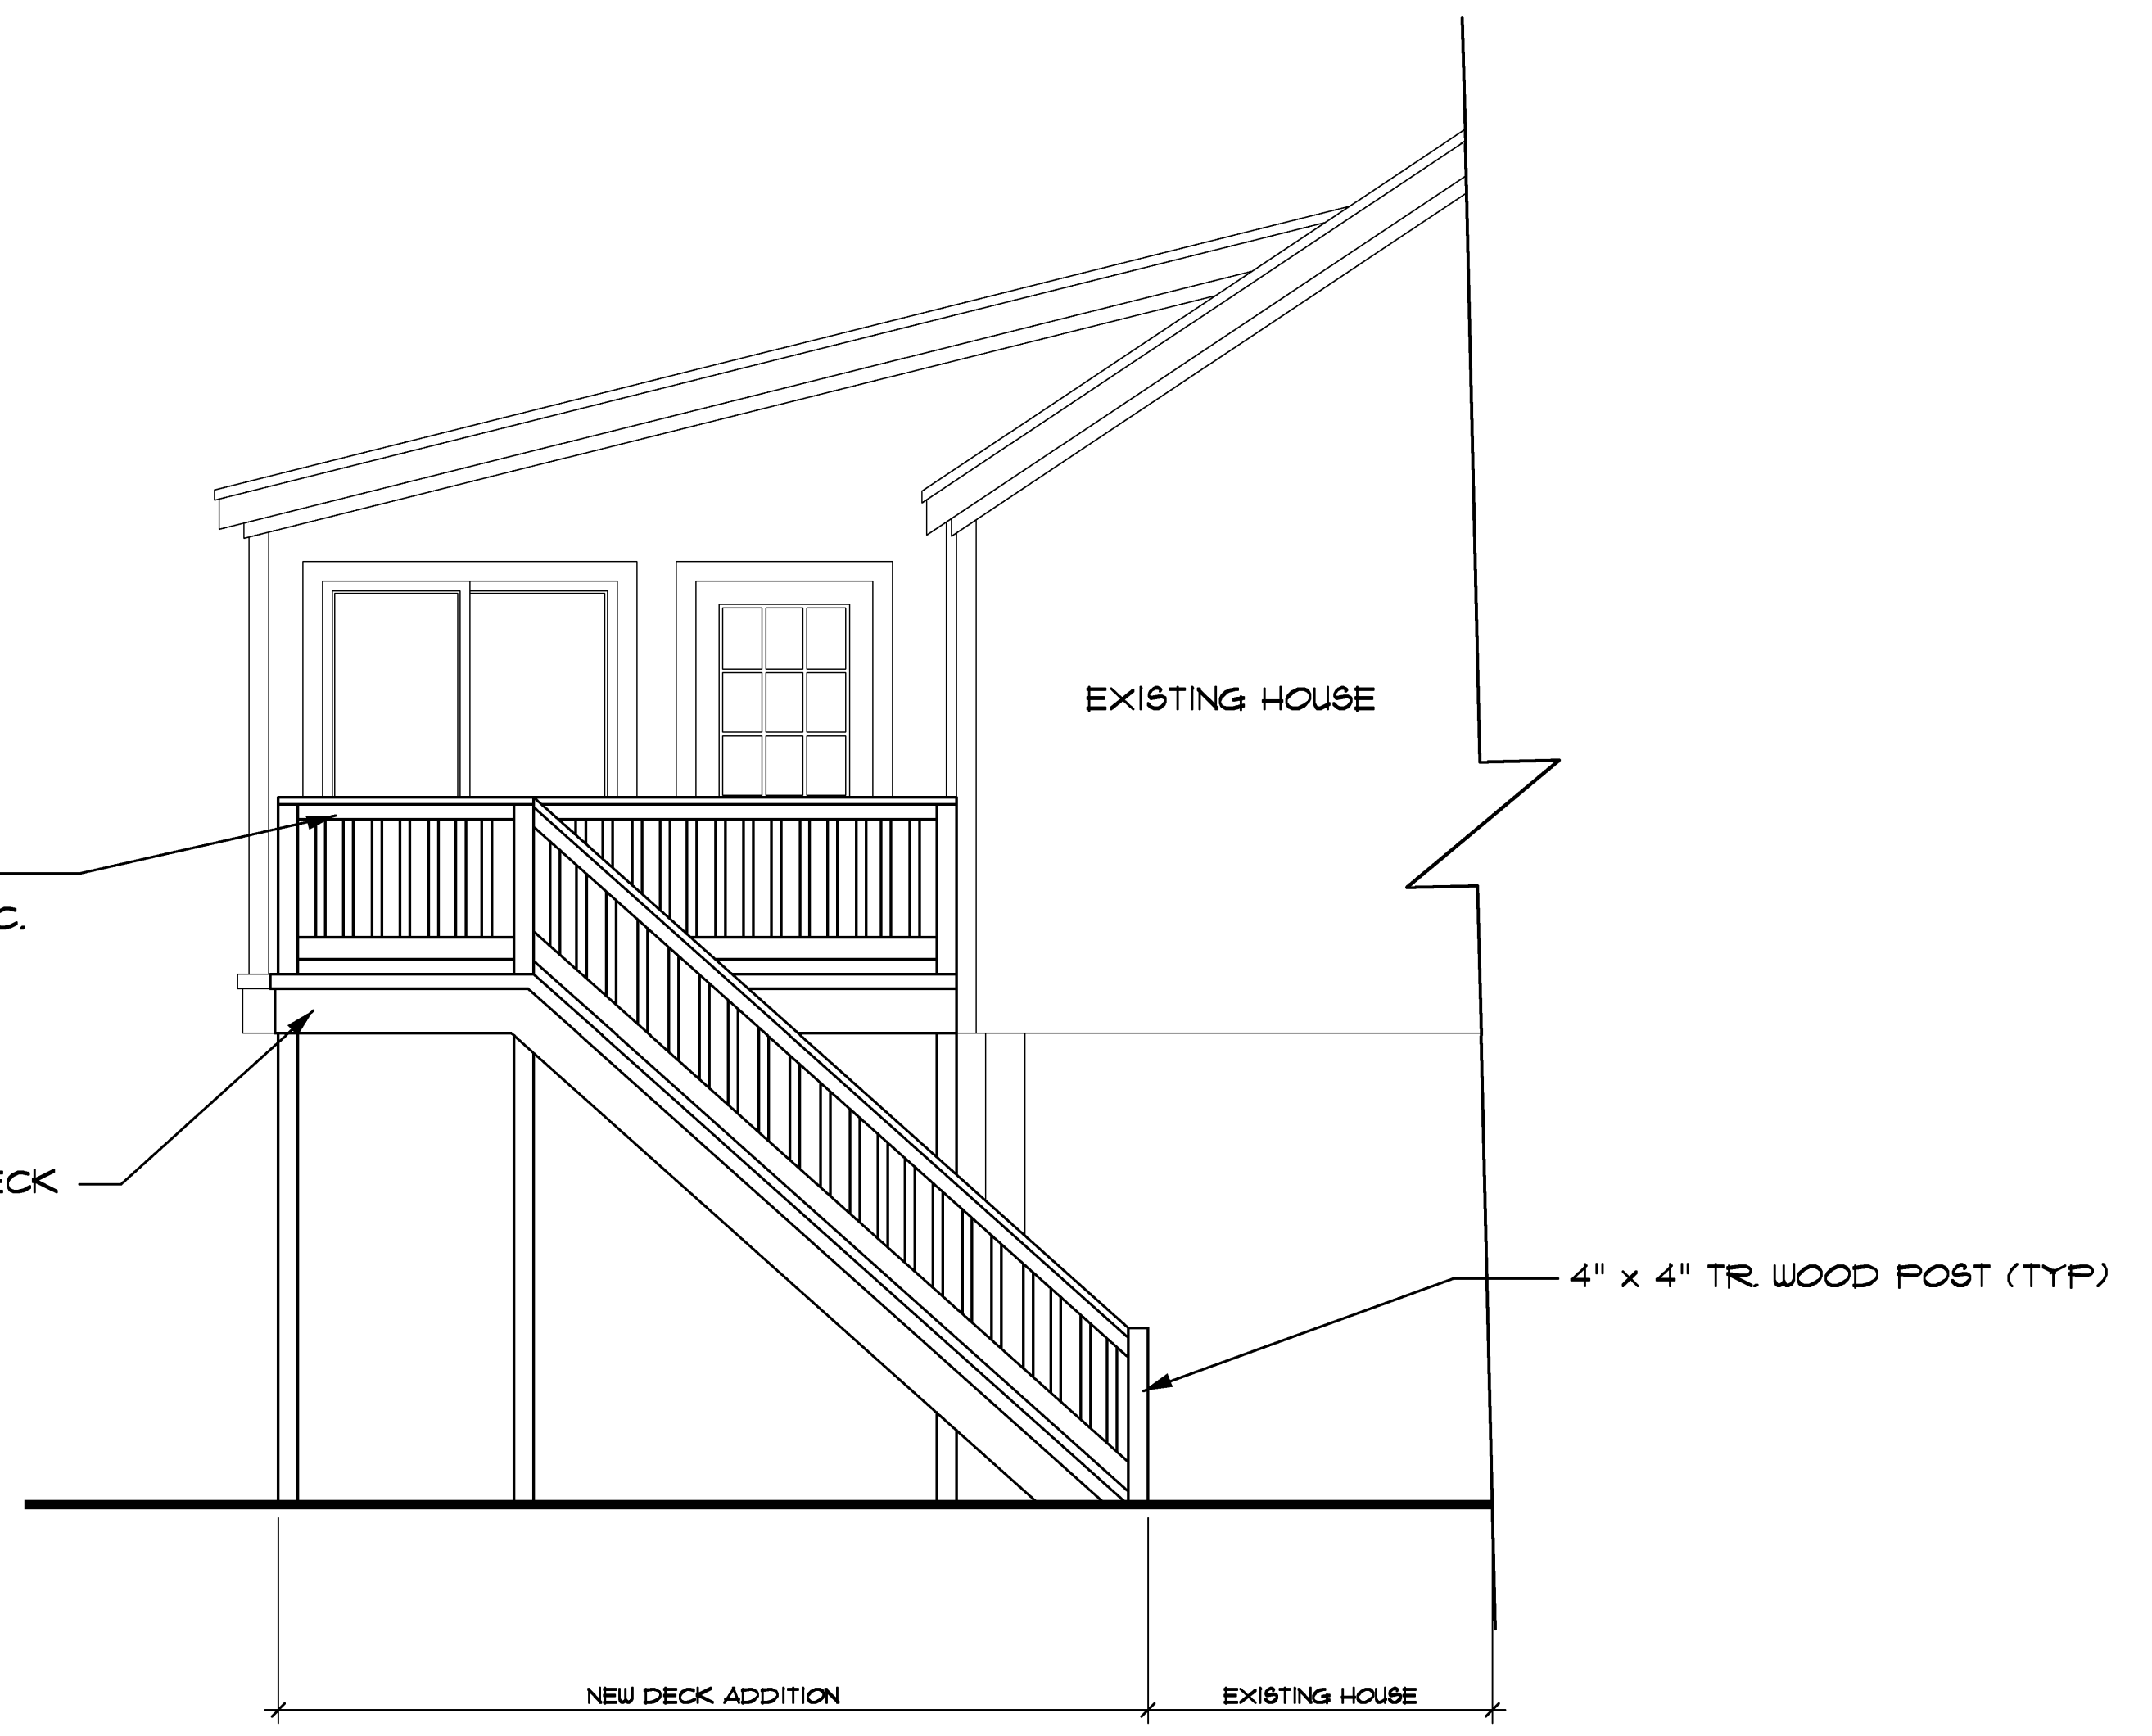 EXISTING HOUSE
C.
ECK
4" x 4" TR. WOOD POST (TYP.)
NEW DECK ADDITION
EXISTING HOUSE